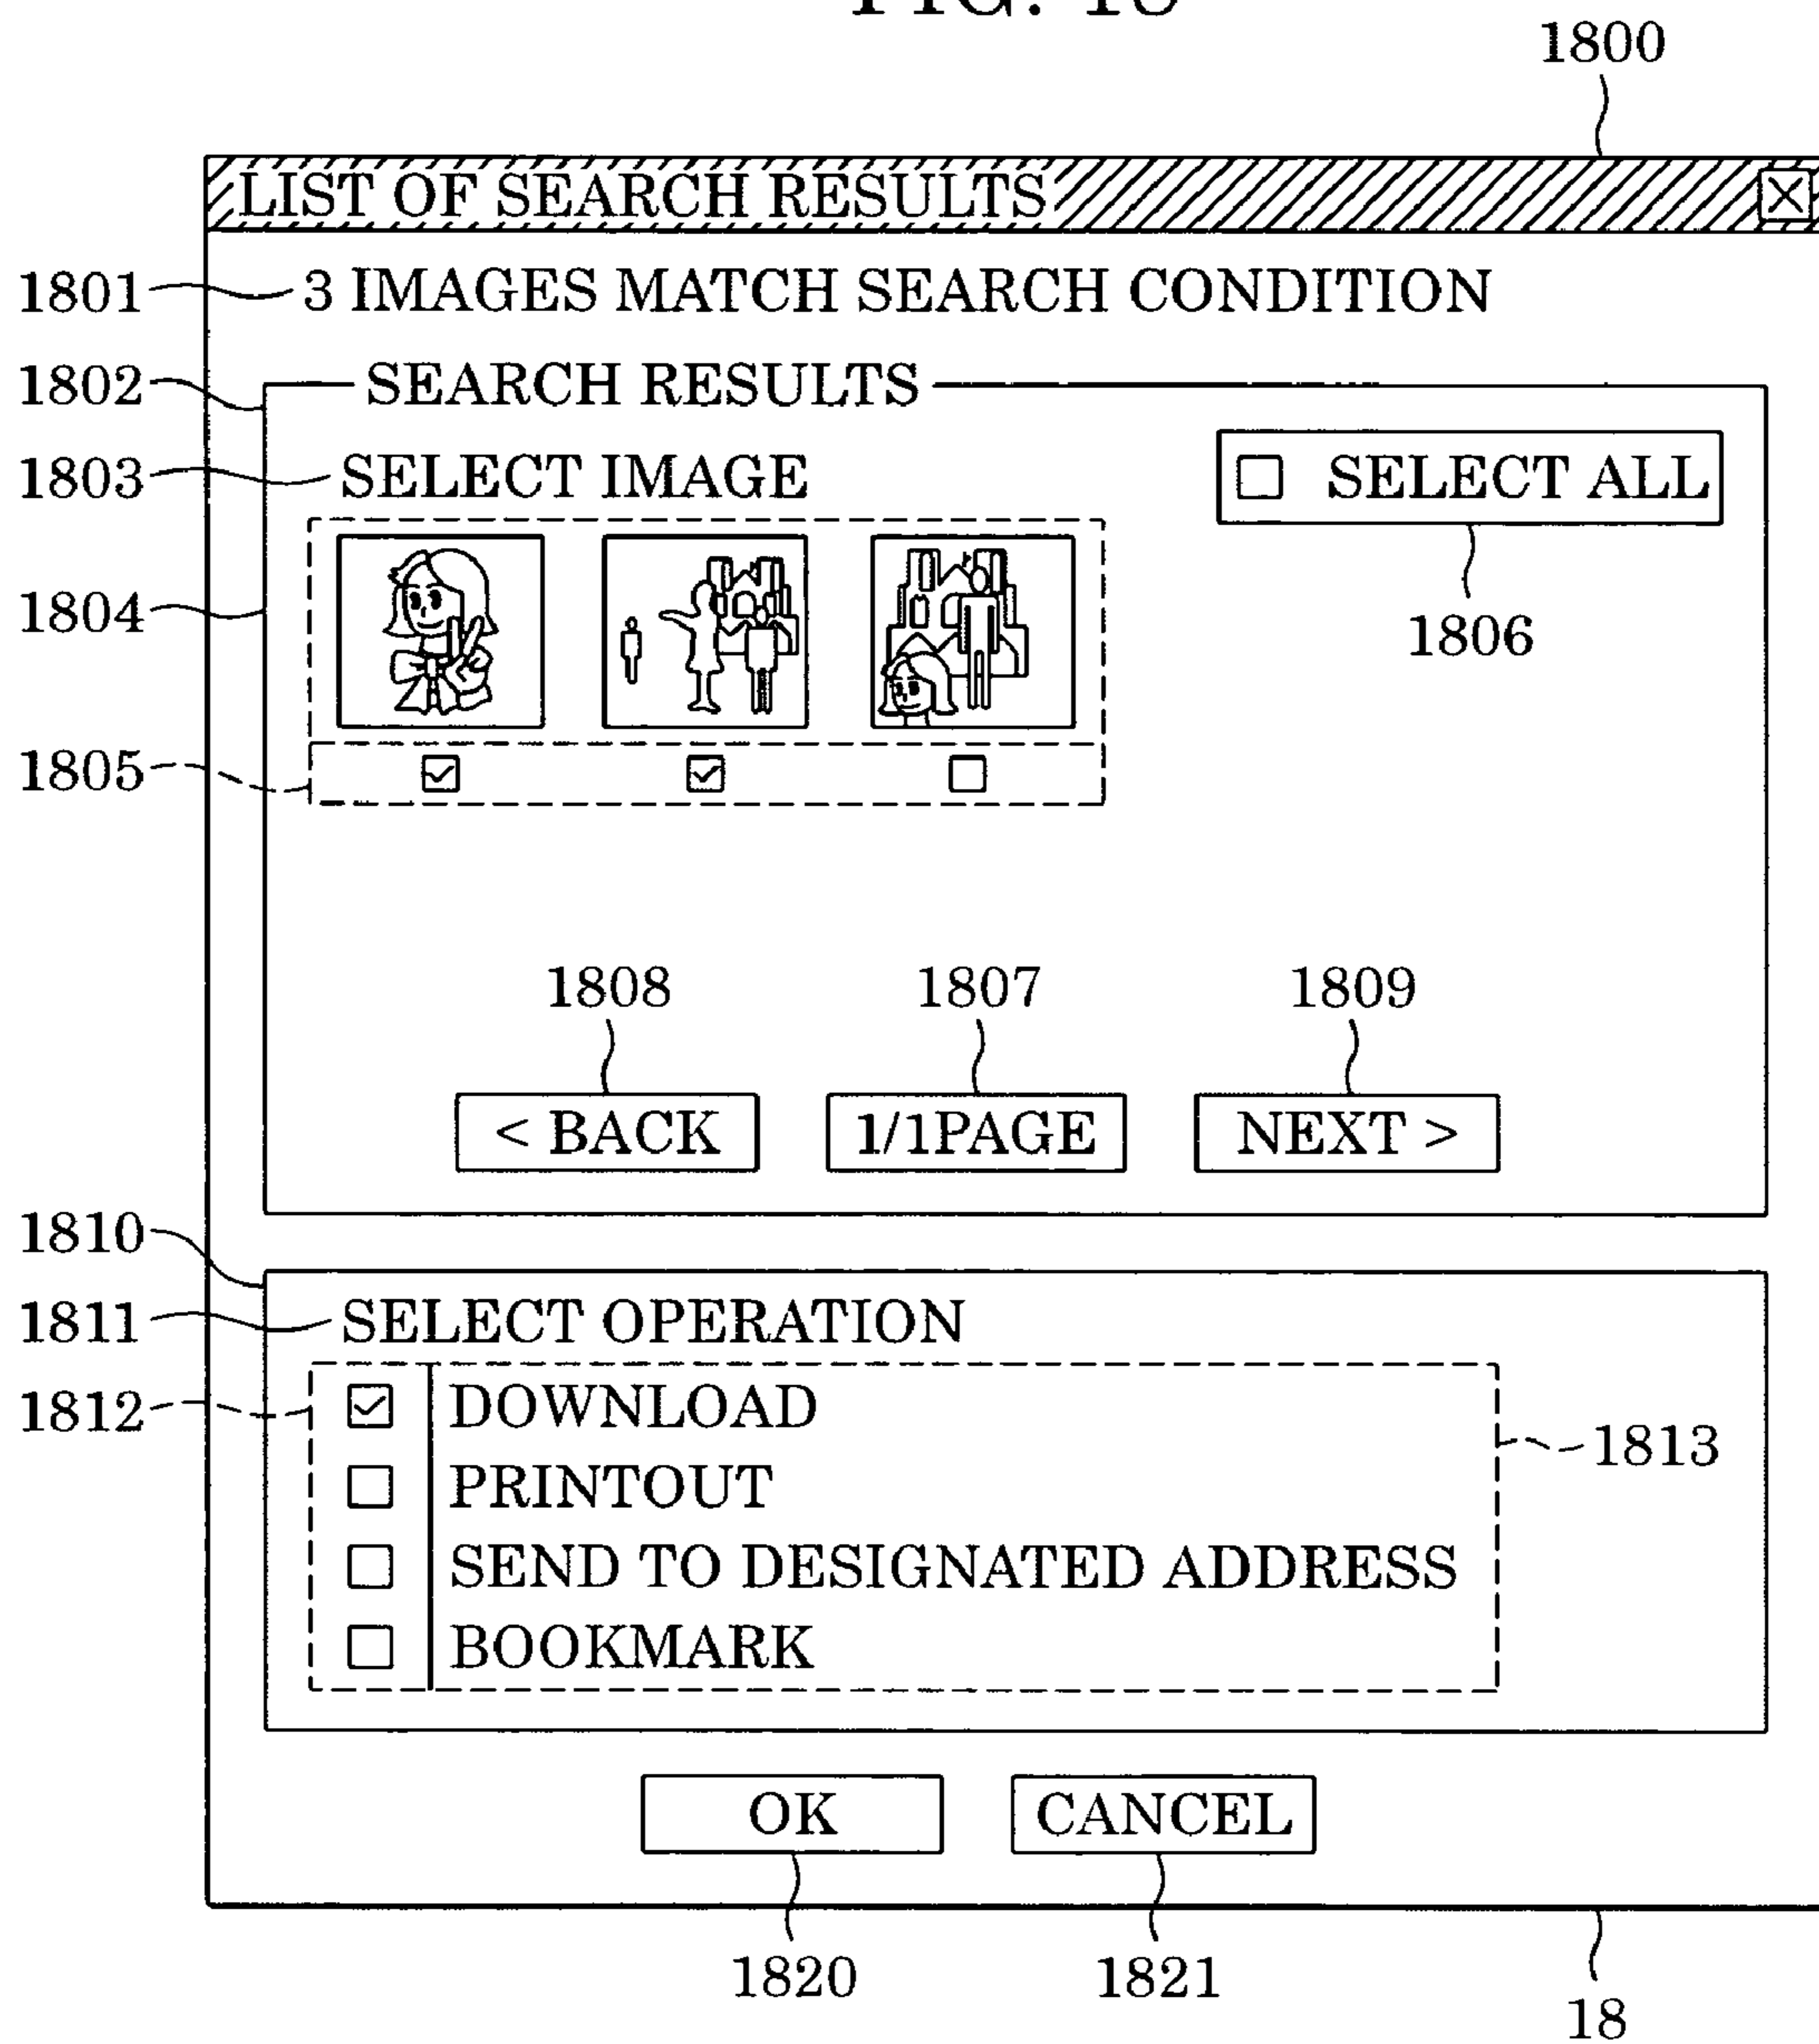 1800
LIST OF SEARCH RESULTS
1801 3 IMAGES MATCH SEARCH CONDITION
1802 SEARCH RESULTS
1803 SELECT IMAGE
SELECT ALL
1804
1806
1805
1808 1807 1809
< BACK 1/1PAGE NEXT >
1810
1811 SELECT OPERATION
1812 DOWNLOAD
1813
PRINTOUT
SEND TO DESIGNATED ADDRESS
BOOKMARK
OK CANCEL
1820 1821
18